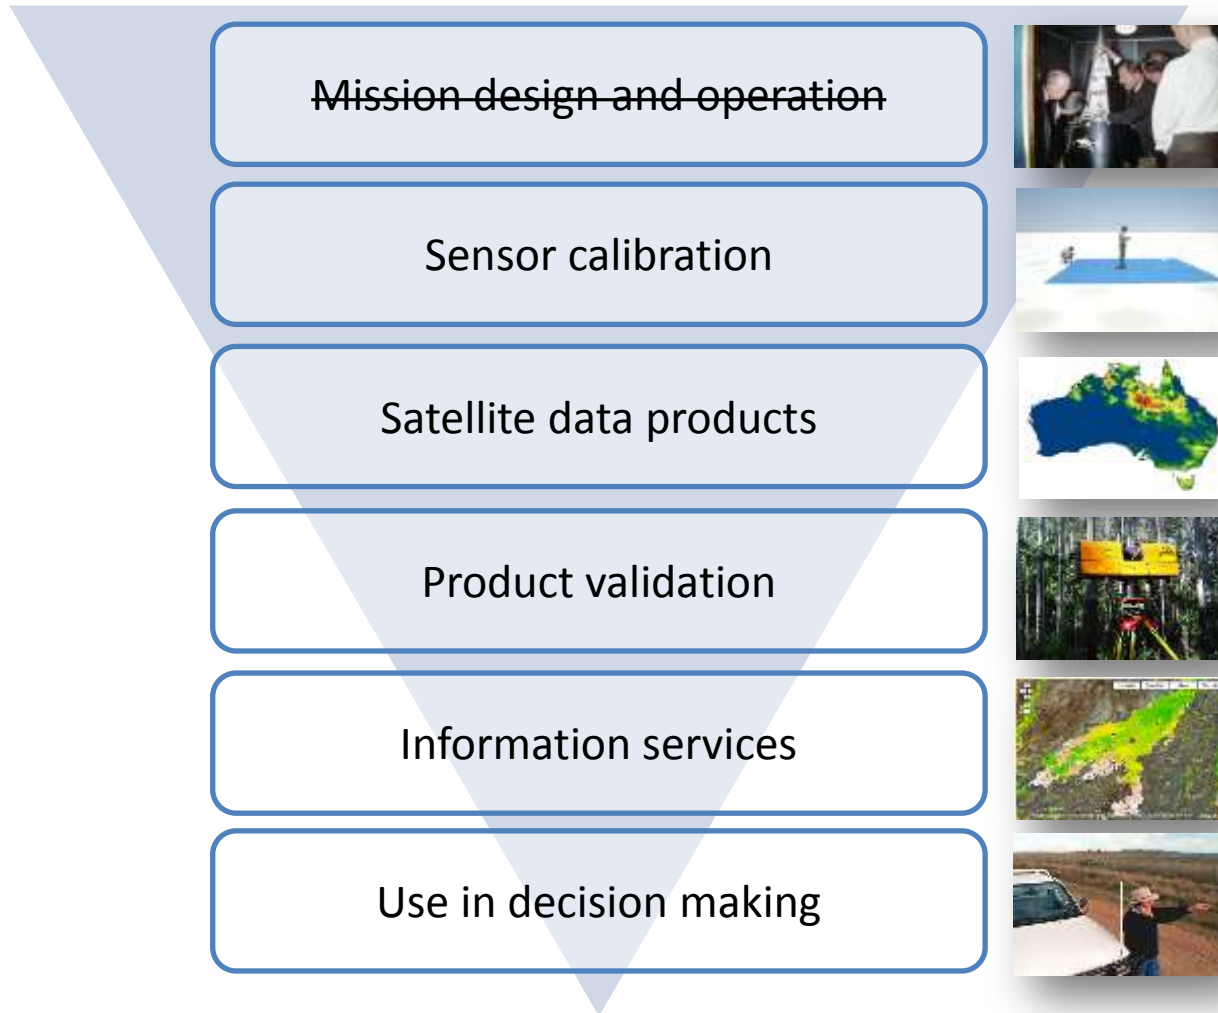 Mission design and operation
Sensor calibration
Satellite data products
Product validation
Information services
Use in decision making